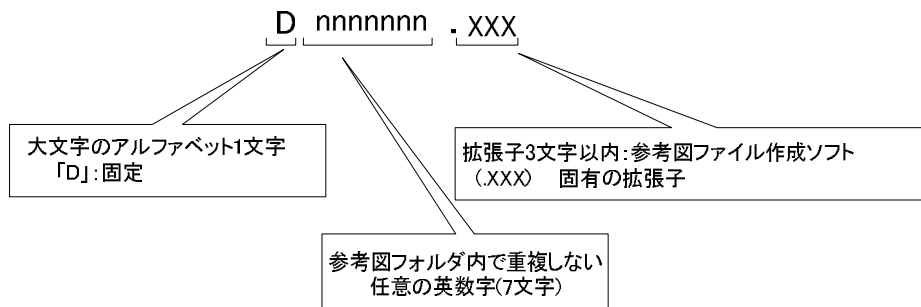 D nnnnnnn .XXX
大文字のアルファベット1文字
「D」:固定
拡張子3文字以内:参考図ファイル作成ソフト
(.XXX) 固有の拡張子
参考図フォルダ内で重複しない
任意の英数字(7文字)